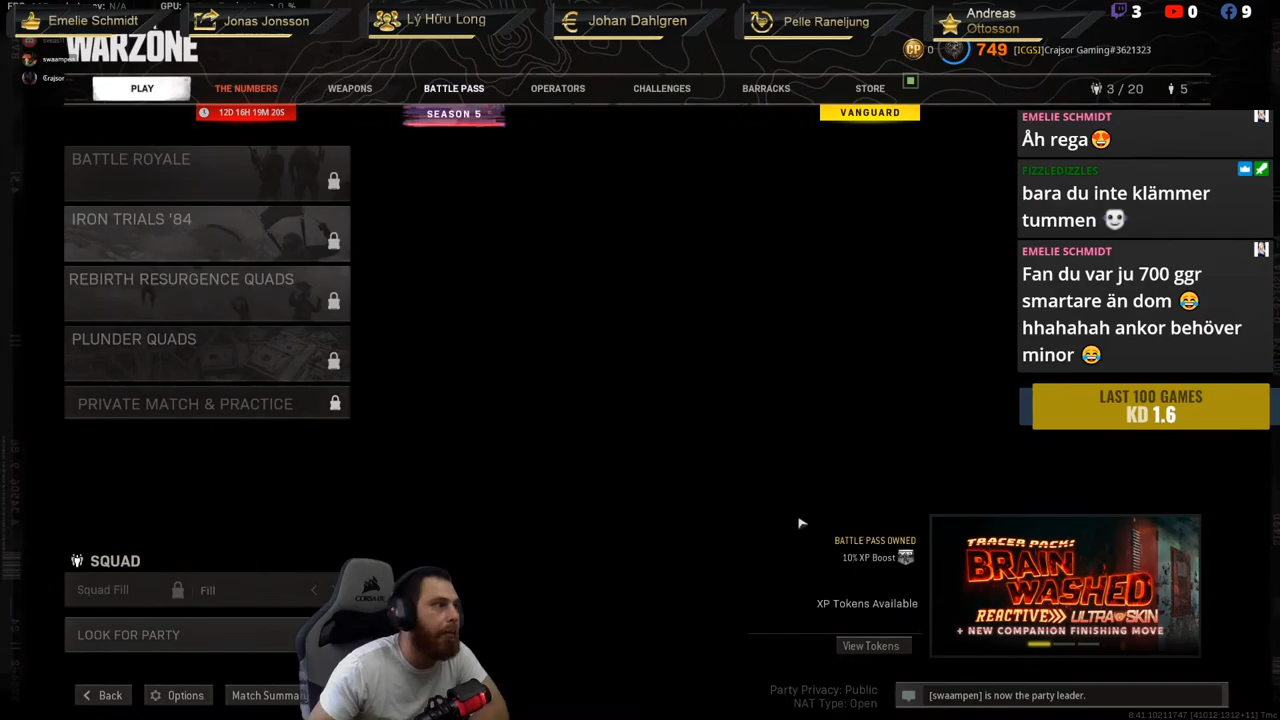 Emelie Schmidt
Jonas Jonsson
Lý Hữu Long
Johan Dahlgren
Pelle Raneljung
Andreas
Ottosson
3
0
9
WARZONE
swaampen
Crajsor
CP 0
749 [ICGSI]Crajsor Gaming#3621323
PLAY
THE NUMBERS
WEAPONS
BATTLE PASS
OPERATORS
CHALLENGES
BARRACKS
STORE
3 / 20
5
12D 16H 19M 20S
SEASON 5
VANGUARD
BATTLE ROYALE
IRON TRIALS '84
REBIRTH RESURGENCE QUADS
PLUNDER QUADS
PRIVATE MATCH & PRACTICE
EMELIE SCHMIDT
Åh rega😍
FIZZLEDIZZLES
bara du inte klämmer
tummen
EMELIE SCHMIDT
Fan du var ju 700 ggr
smartare än dom 😂
hhahahah ankor behöver
minor 😂
LAST 100 GAMES
KD 1.6
SQUAD
Squad Fill
Fill
LOOK FOR PARTY
BATTLE PASS OWNED
10% XP Boost
XP Tokens Available
View Tokens
TRACER PACK:
BRAIN
WASHED
REACTIVE>>> ULTRA SKIN
+ NEW COMPANION FINISHING MOVE
Back
Options
Match Summa
Party Privacy: Public
NAT Type: Open
[swaampen] is now the party leader.